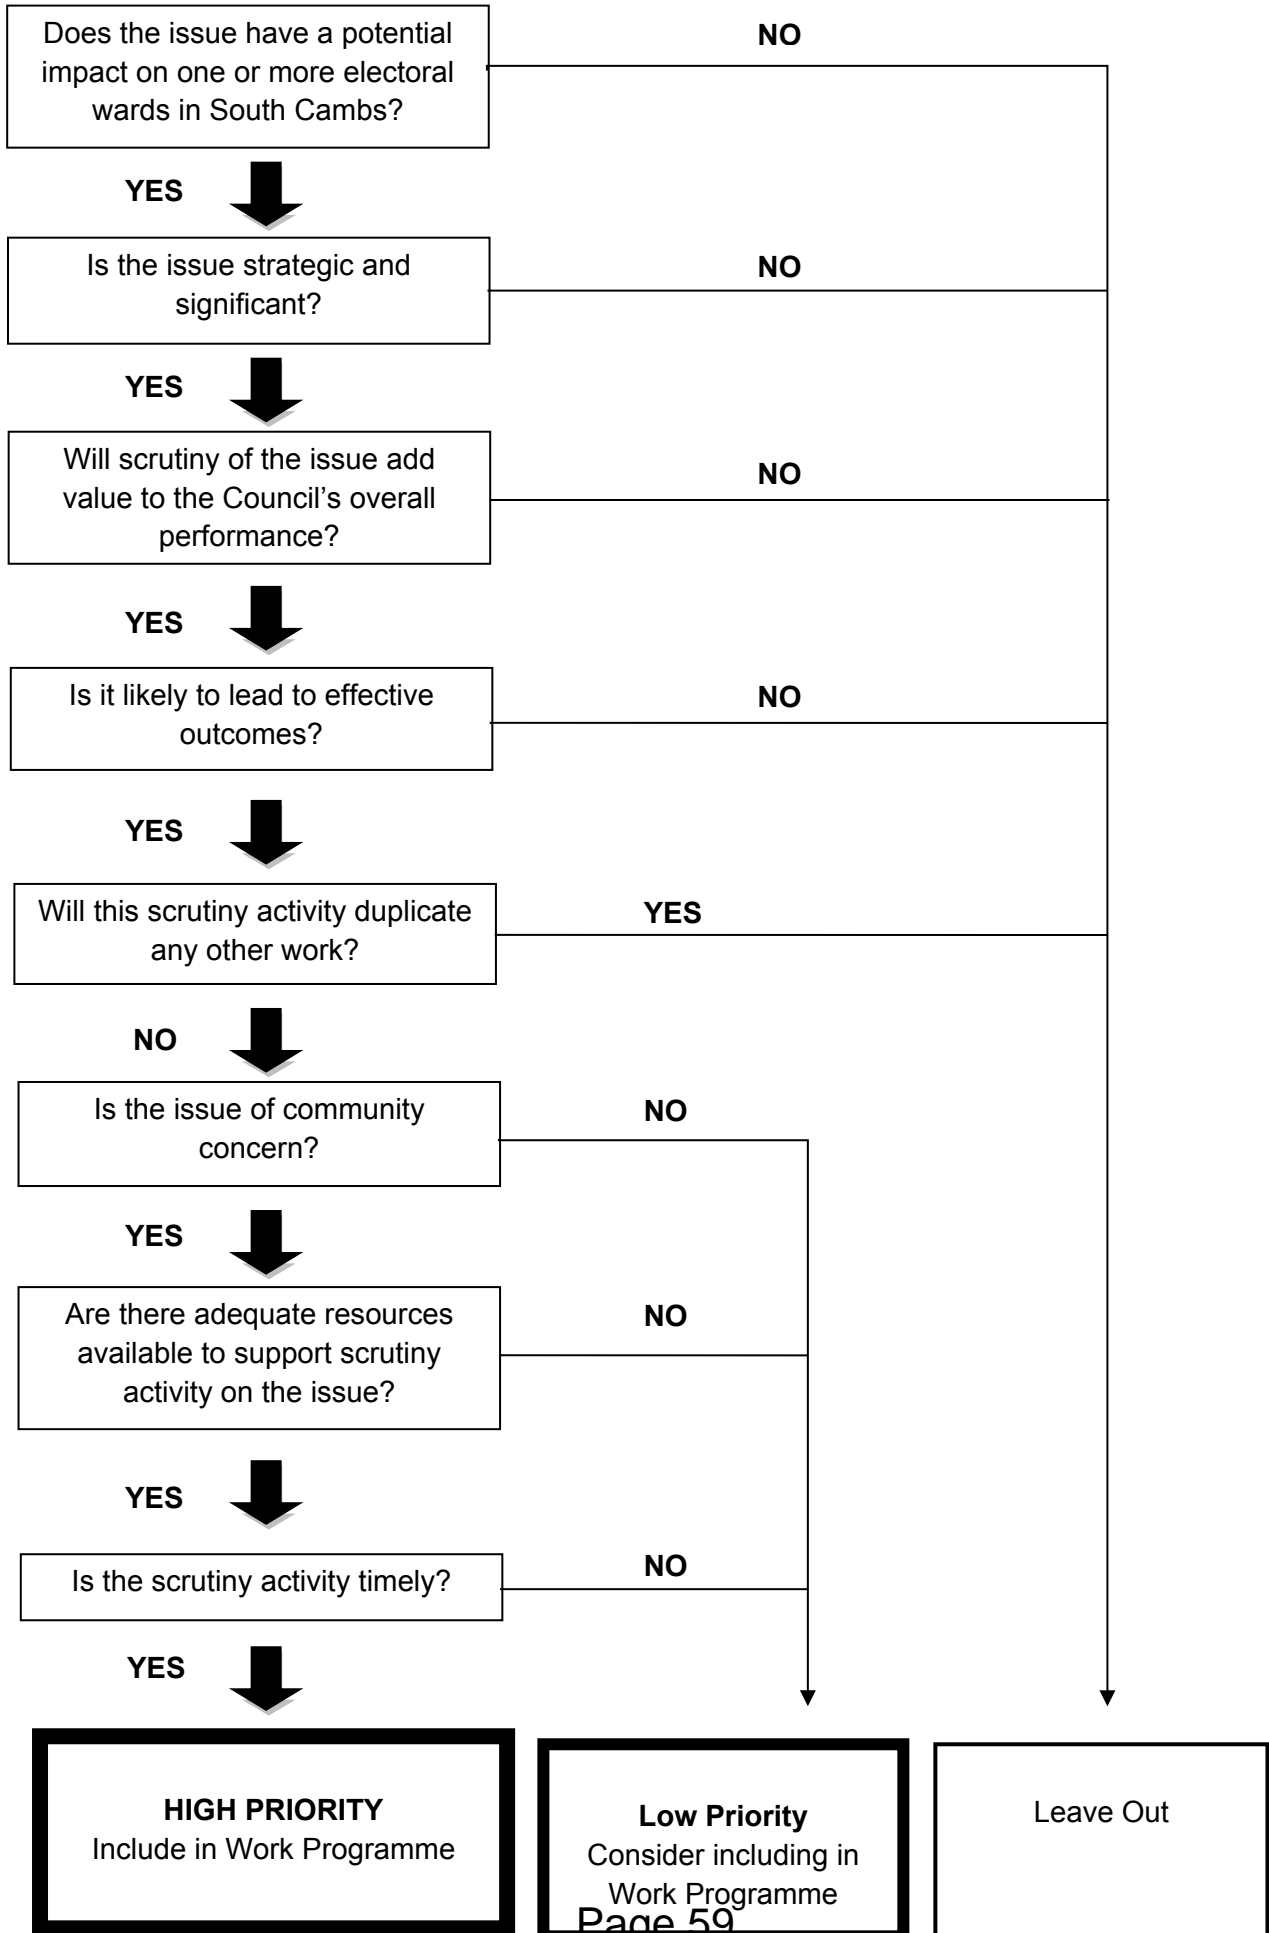 Does the issue have a potential
impact on one or more electoral
wards in South Cambs?
NO
YES
Is the issue strategic and
significant?
NO
YES
Will scrutiny of the issue add
value to the Council’s overall
performance?
NO
YES
Is it likely to lead to effective
outcomes?
NO
YES
Will this scrutiny activity duplicate
any other work?
YES
NO
Is the issue of community
concern?
NO
YES
Are there adequate resources
available to support scrutiny
activity on the issue?
NO
YES
Is the scrutiny activity timely?
NO
YES
HIGH PRIORITY
Include in Work Programme
Low Priority
Consider including in
Work Programme
Leave Out
Page 59